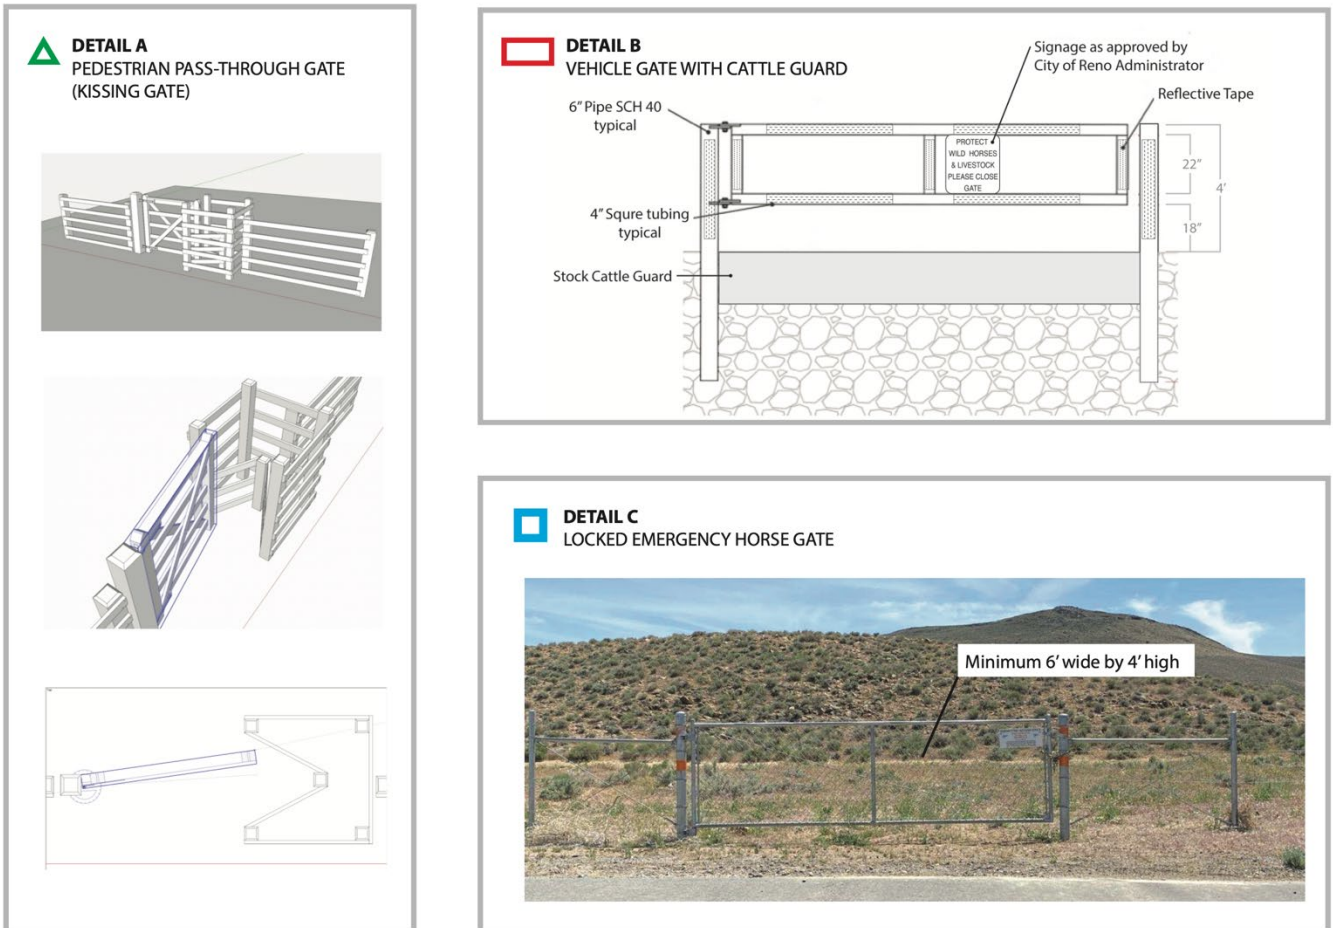 DETAIL A
PEDESTRIAN PASS-THROUGH GATE
(KISSING GATE)
DETAIL B
VEHICLE GATE WITH CATTLE GUARD
Signage as approved by
City of Reno Administrator
Reflective Tape
6” Pipe SCH 40
typical
PROTECT
WILD HORSES
& LIVESTOCK
PLEASE CLOSE
GATE
22”
4’
4” Squre tubing
typical
18”
Stock Cattle Guard
DETAIL C
LOCKED EMERGENCY HORSE GATE
Minimum 6’ wide by 4’ high